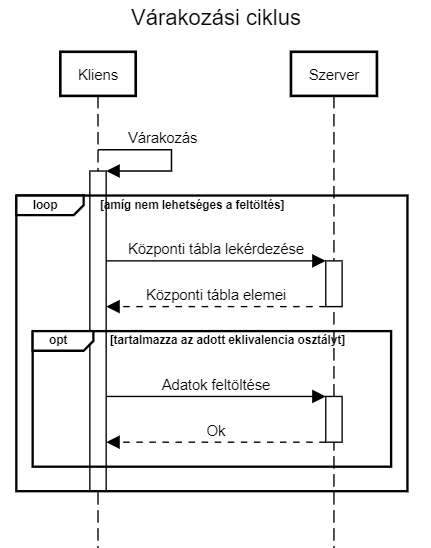 Várakozási ciklus
Kliens
Szerver
Várakozás
loop
[amíg nem lehetséges a feltöltés]
Központi tábla lekérdezése
Központi tábla elemei
opt
[tartalmazza az adott eklivalencia osztályt]
Adatok feltöltése
Ok